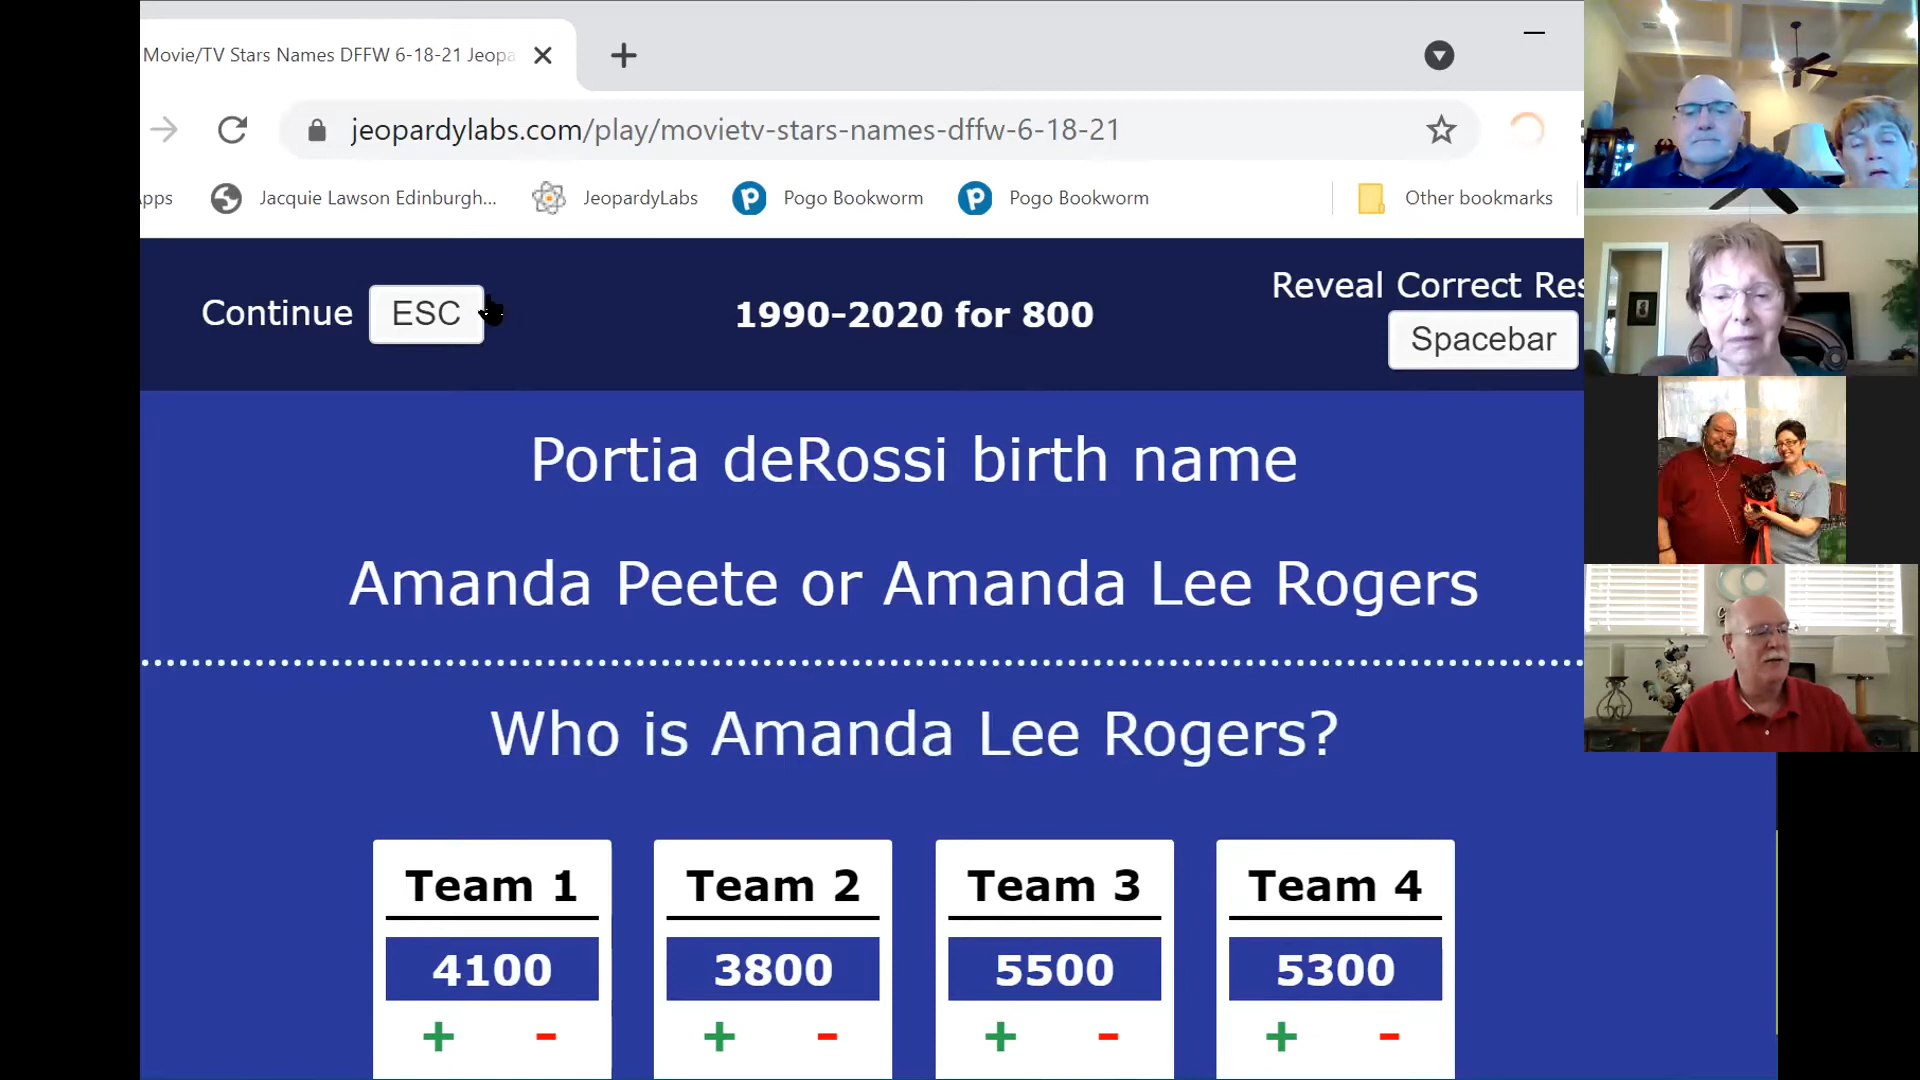 Movie/TV Stars Names DFFW 6-18-21 Jeopa
jeopardylabs.com/play/movietv-stars-names-dffw-6-18-21
pps
Jacquie Lawson Edinburgh...
JeopardyLabs
Pogo Bookworm
Pogo Bookworm
Other bookmarks
Continue ESC
1990-2020 for 800
Reveal Correct Res
Spacebar
Portia deRossi birth name
Amanda Peete or Amanda Lee Rogers
Who is Amanda Lee Rogers?
Team 1 Team 2 Team 3 Team 4
4100 3800 5500 5300
+ - + - + - + -